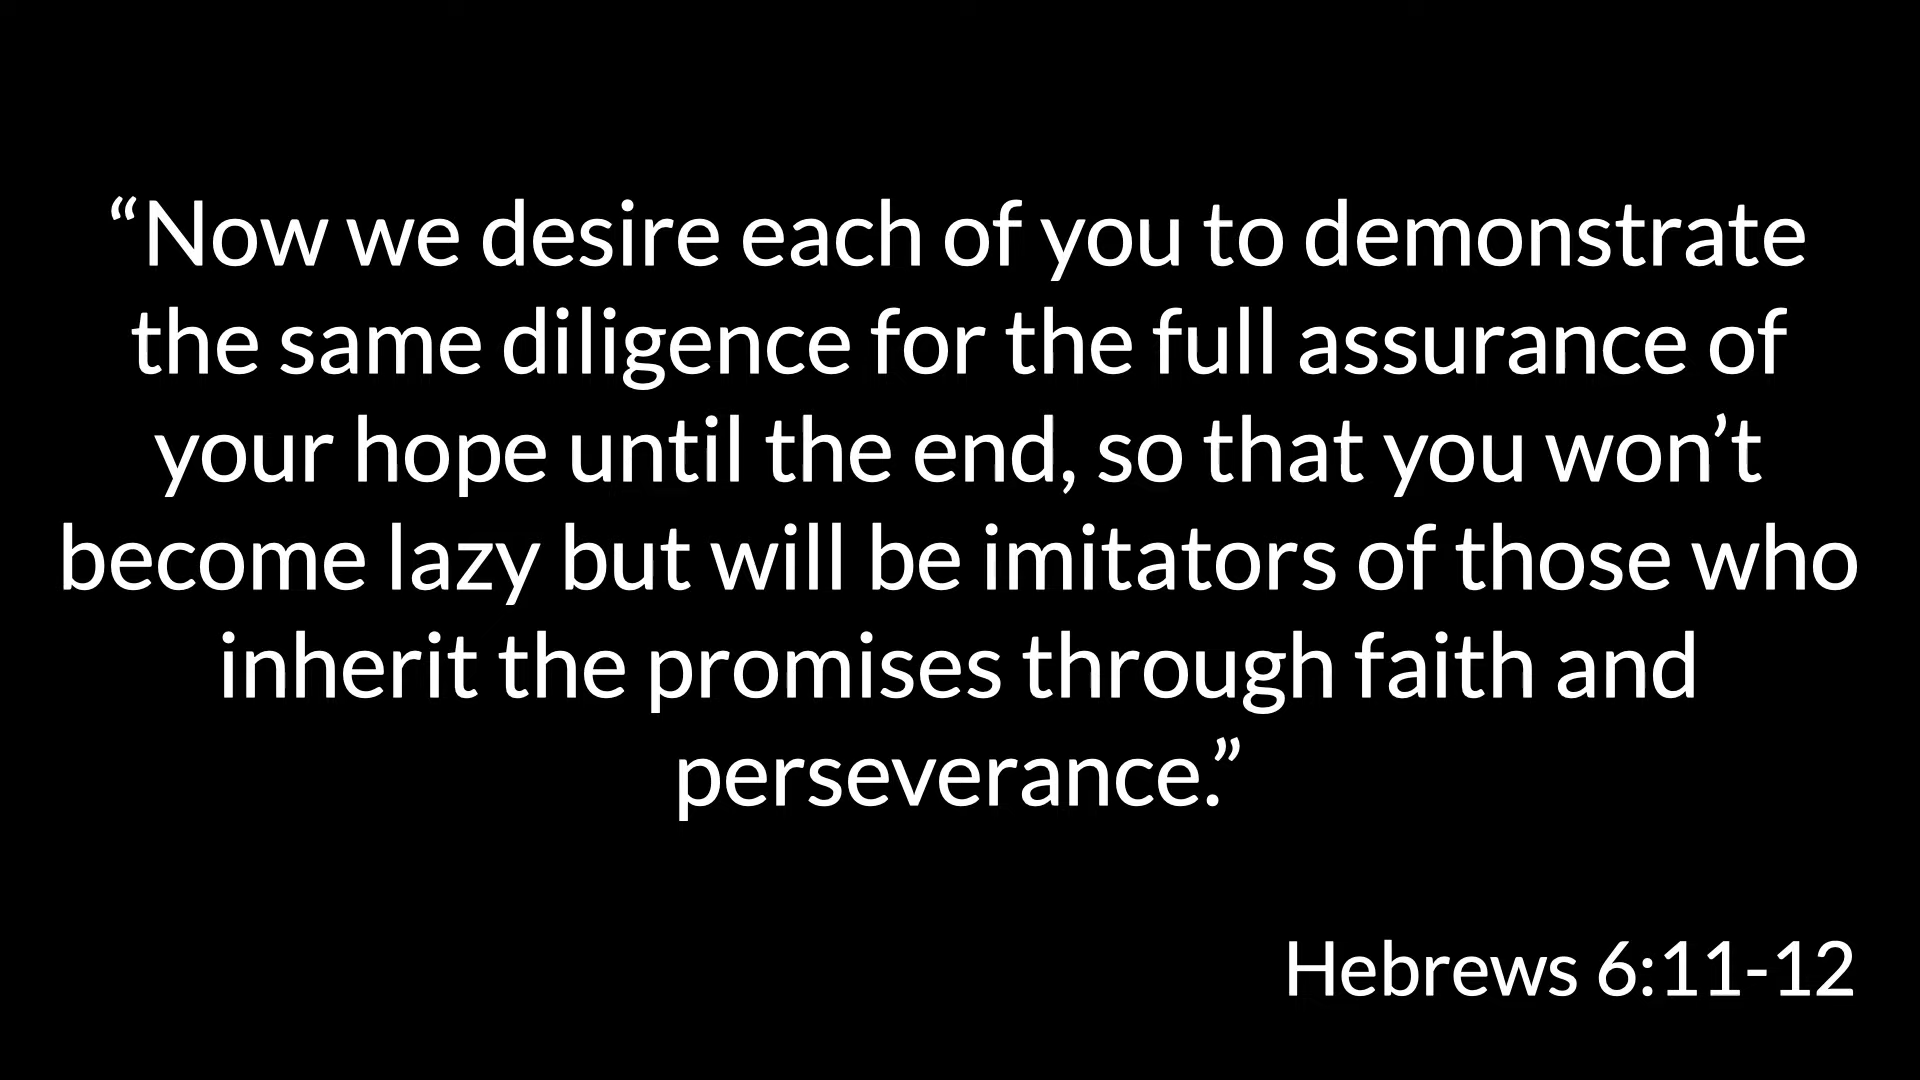 “Now we desire each of you to demonstrate
the same diligence for the full assurance of
your hope until the end, so that you won’t
become lazy but will be imitators of those who
inherit the promises through faith and
perseverance.”
Hebrews 6:11-12